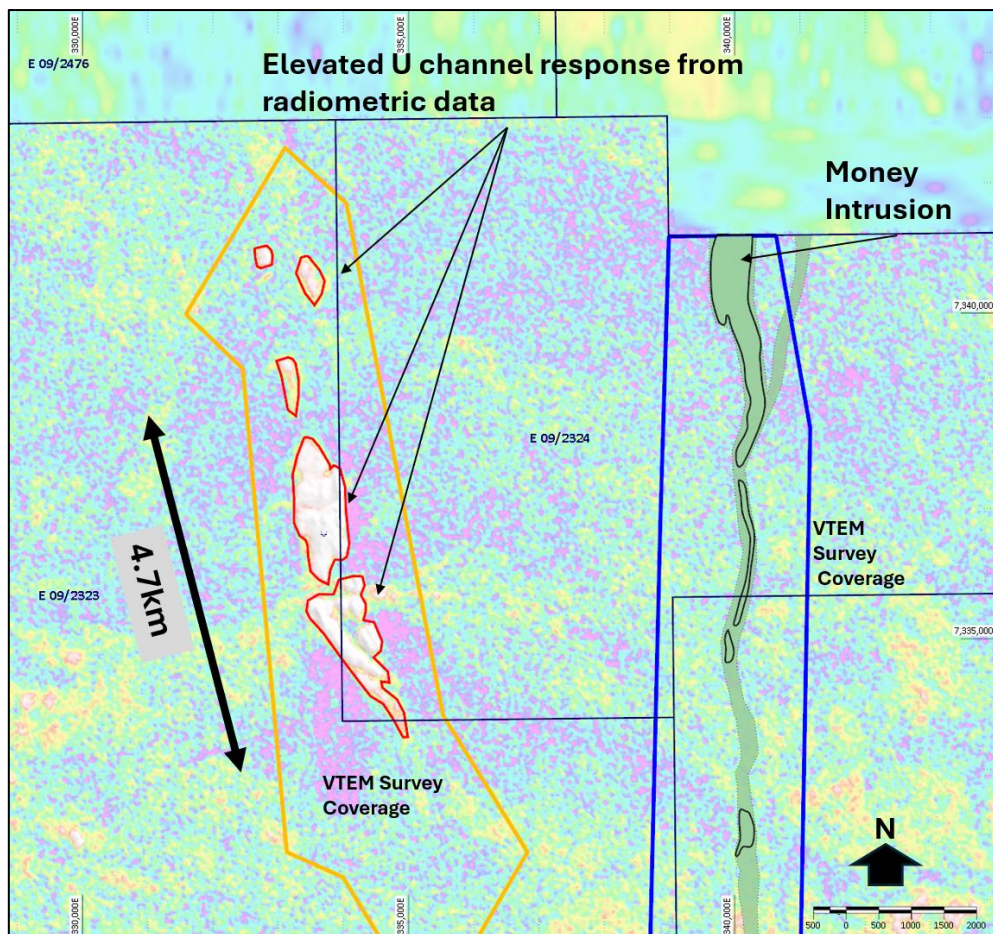 330,000E
335,000E
340,000E
E 09/2476
Elevated U channel response from
radiometric data
Money
Intrusion
7,340,000
E 09/2324
VTEM
Survey
Coverage
4.7km
E 09/2323
7,335,000
VTEM Survey
Coverage
N
330,000E
335,000E
340,000E
500 0 500 1000 1500 2000